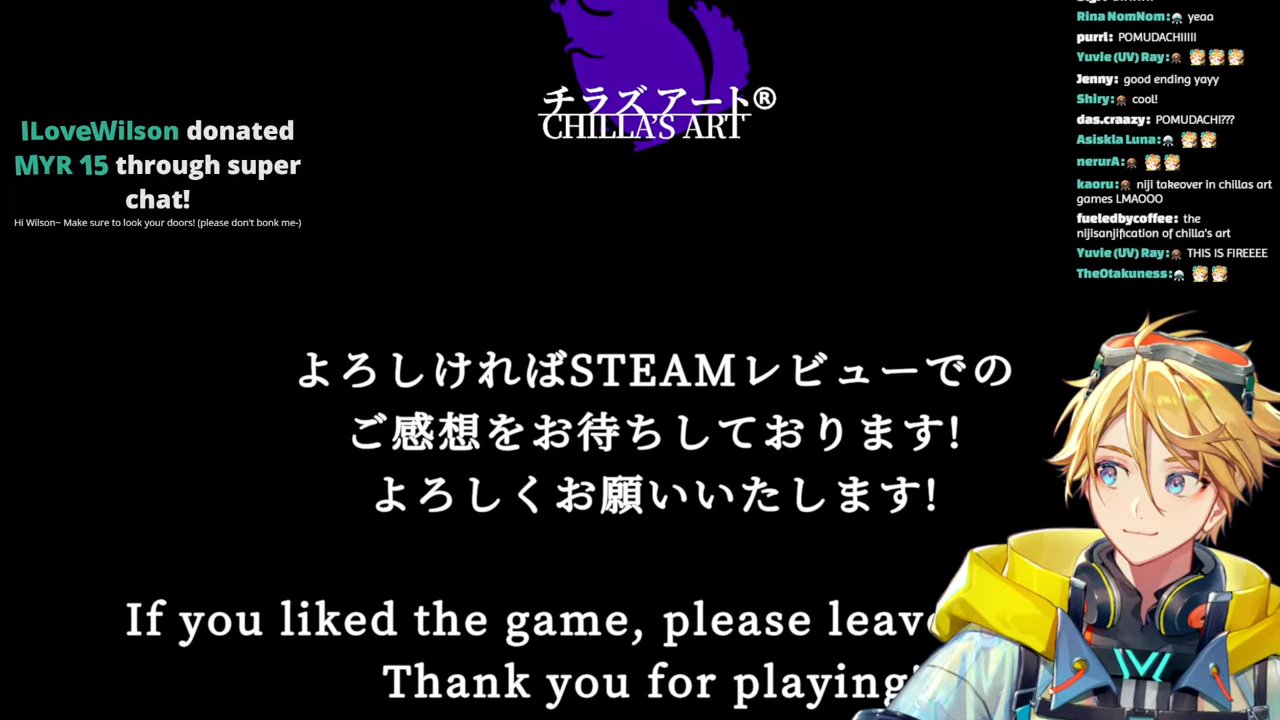 チラズ アート®
CHILLA'S ART
ILoveWilson donated
MYR 15 through super
chat!
Hi Wilson~ Make sure to look your doors! (please don't bonk me-)
よろしければSTEAMレビューでの
ご感想をお待ちしております!
よろしくお願いいたします!
If you liked the game, please leave
Thank you for playing!
Rina NomNom: yeaa
purrl: POMUDACHIIIII
Yuvie (UV) Ray:
Jenny: good ending yayy
Shiry: cool!
das.craazy: POMUDACHI???
Asiskla Luna:
nerurA:
kaoru: niji takeover in chillas art
games LMAOOO
fueledbycoffee: the
nijisanjification of chilla's art
Yuvie (UV) Ray: THIS IS FIREEEE
TheOtakuness: